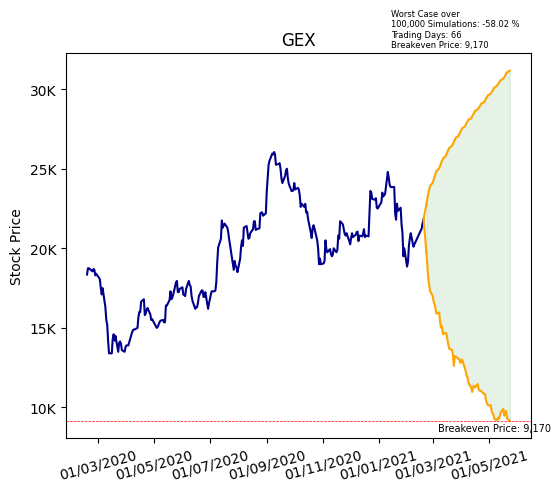 Worst Case over
100,000 Simulations: -58.02 %
Trading Days: 66
Breakeven Price: 9,170
GEX
Stock Price
30K
25K
20K
15K
10K
Breakeven Price: 9,170
01/03/2020 01/05/2020 01/07/2020 01/09/2020 01/11/2020 01/01/2021 01/03/2021 01/05/2021